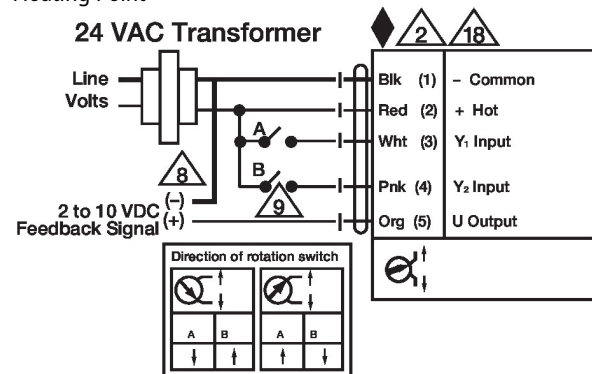 Heating Point
24 VAC Transformer
2
18
Line
Volts
Blk (1) – Common
Red (2) + Hot
A
Wht (3) Y₁ Input
B
Pnk (4) Y₂ Input
8
9
2 to 10 VDC (–)
Feedback Signal (+)
Org (5) U Output
Direction of rotation switch
A B A B